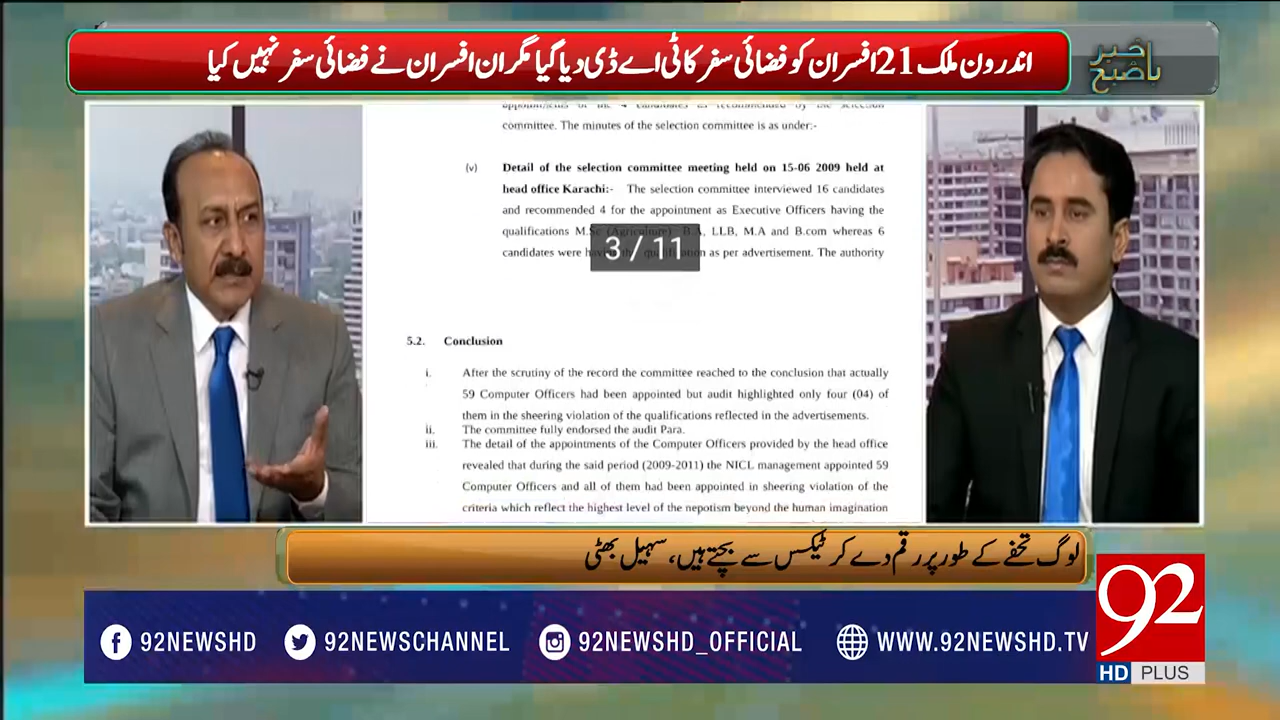 اندرون ملک 21 افسران کو فضائی سفر کا ٹی اے ڈی دیا گیا مگر ان افسران نے فضائی سفر نہیں کیا
باخبر صبح
committee. The minutes of the selection committee is as under:-
(v) Detail of the selection committee meeting held on 15-06 2009 held at
head office Karachi:- The selection committee interviewed 16 candidates
and recommended 4 for the appointment as Executive Officers having the
qualifications M.Sc (Agriculture) B.A, LLB, M.A and B.com whereas 6
candidates were as per advertisement. The authority
3 / 11
5.2. Conclusion
i. After the scrutiny of the record the committee reached to the conclusion that actually
59 Computer Officers had been appointed but audit highlighted only four (04) of
them in the sheering violation of the qualifications reflected in the advertisements.
ii. The committee fully endorsed the audit Para.
iii. The detail of the appointments of the Computer Officers provided by the head office
revealed that during the said period (2009-2011) the NICL management appointed 59
Computer Officers and all of them had been appointed in sheering violation of the
criteria which reflect the highest level of the nepotism beyond the human imagination
لوگ تحفے کے طور پر رقم دے کر ٹیکس سے بچتے ہیں، سہیل بھٹی
92NEWSHD 92NEWSCHANNEL 92NEWSHD_OFFICIAL WWW.92NEWSHD.TV
92
HD PLUS